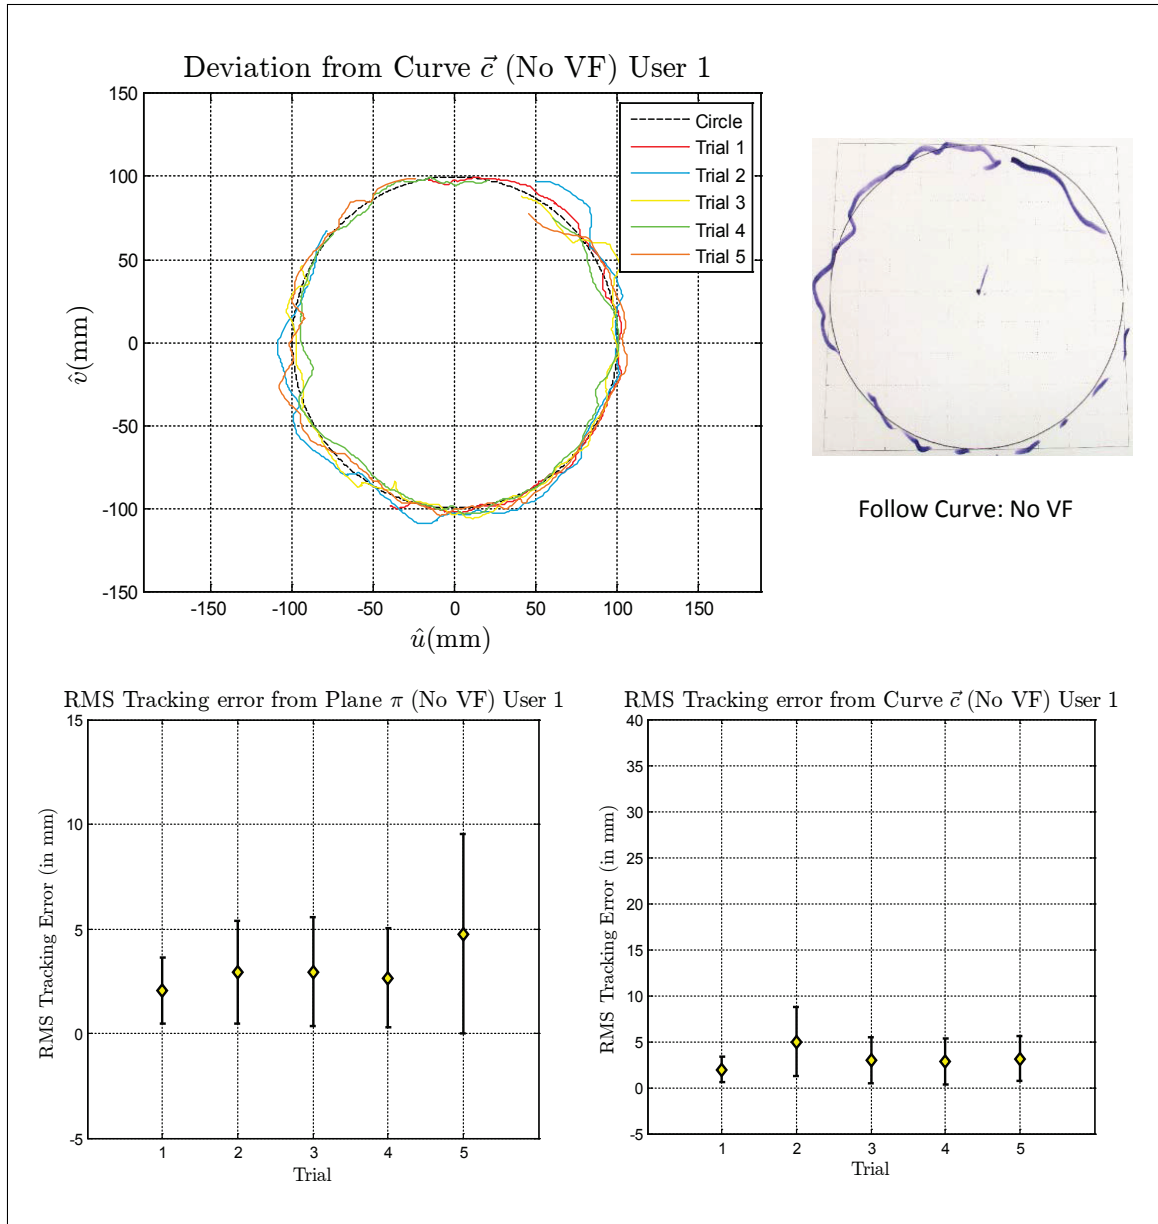 Deviation from Curve c⃗ (No VF) User 1
150
100
50
0
-50
-100
-150
-150
-100
-50
0
50
100
150
v̂(mm)
û(mm)
Circle
Trial 1
Trial 2
Trial 3
Trial 4
Trial 5
Follow Curve: No VF
RMS Tracking error from Plane π (No VF) User 1
15
10
5
0
-5
1
2
3
4
5
RMS Tracking Error (in mm)
Trial
RMS Tracking error from Curve c⃗ (No VF) User 1
40
35
30
25
20
15
10
5
0
-5
1
2
3
4
5
RMS Tracking Error (in mm)
Trial